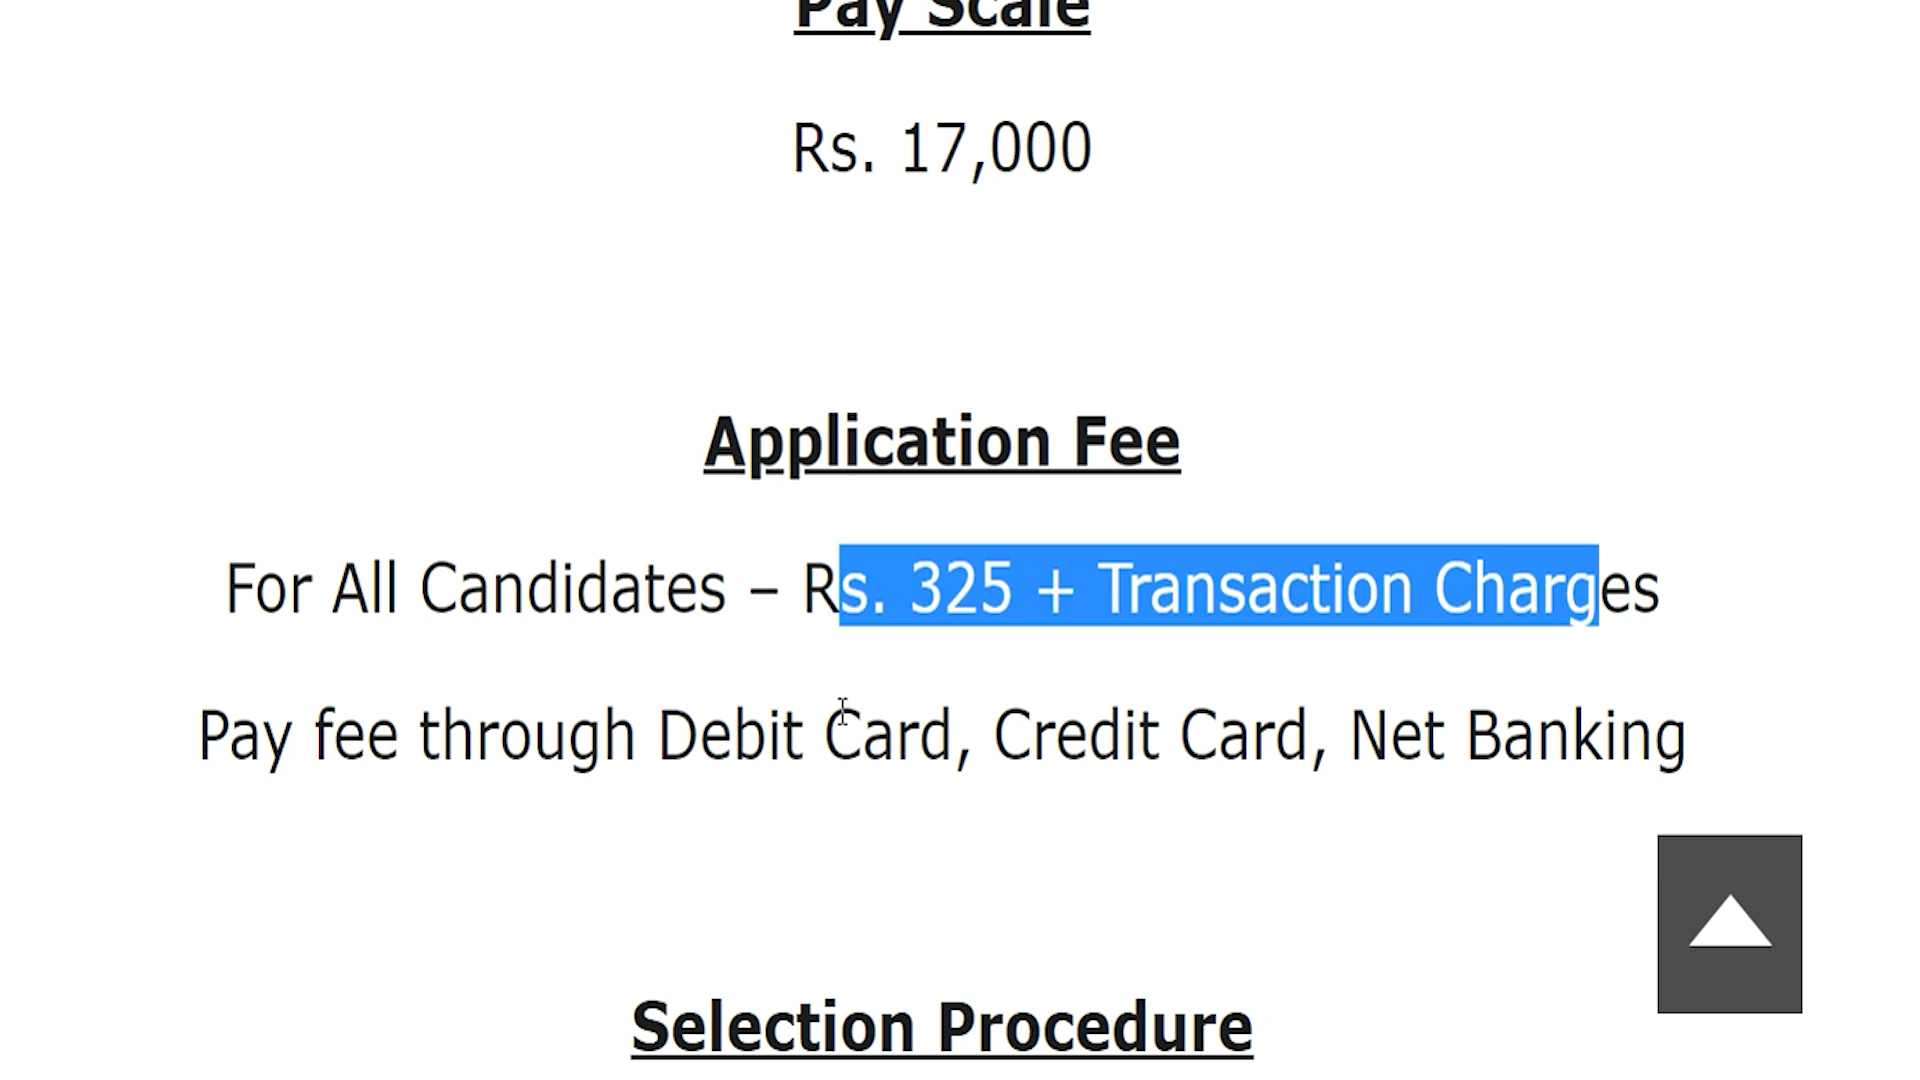 Pay Scale
Rs. 17,000
Application Fee
For All Candidates – Rs. 325 + Transaction Charges
Pay fee through Debit Card, Credit Card, Net Banking
Selection Procedure